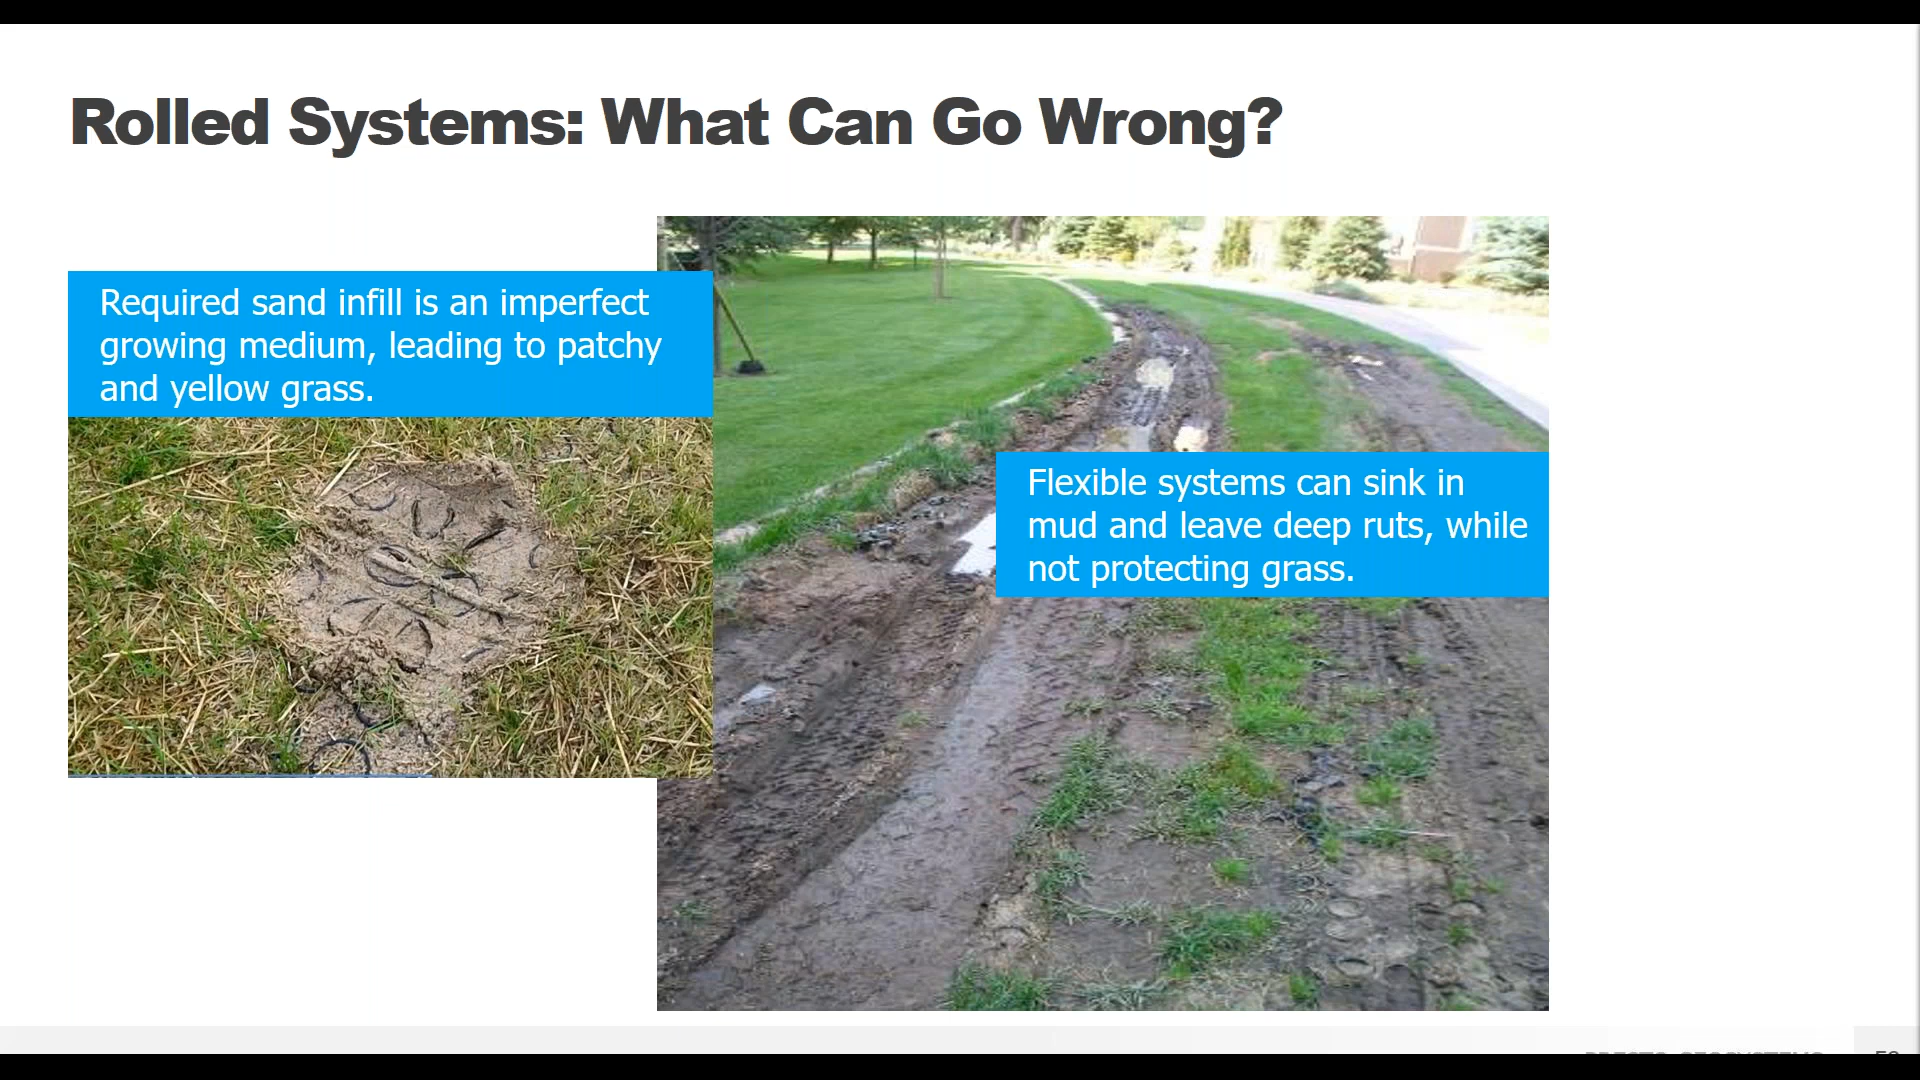 Rolled Systems: What Can Go Wrong?
Required sand infill is an imperfect
growing medium, leading to patchy
and yellow grass.
Flexible systems can sink in
mud and leave deep ruts, while
not protecting grass.